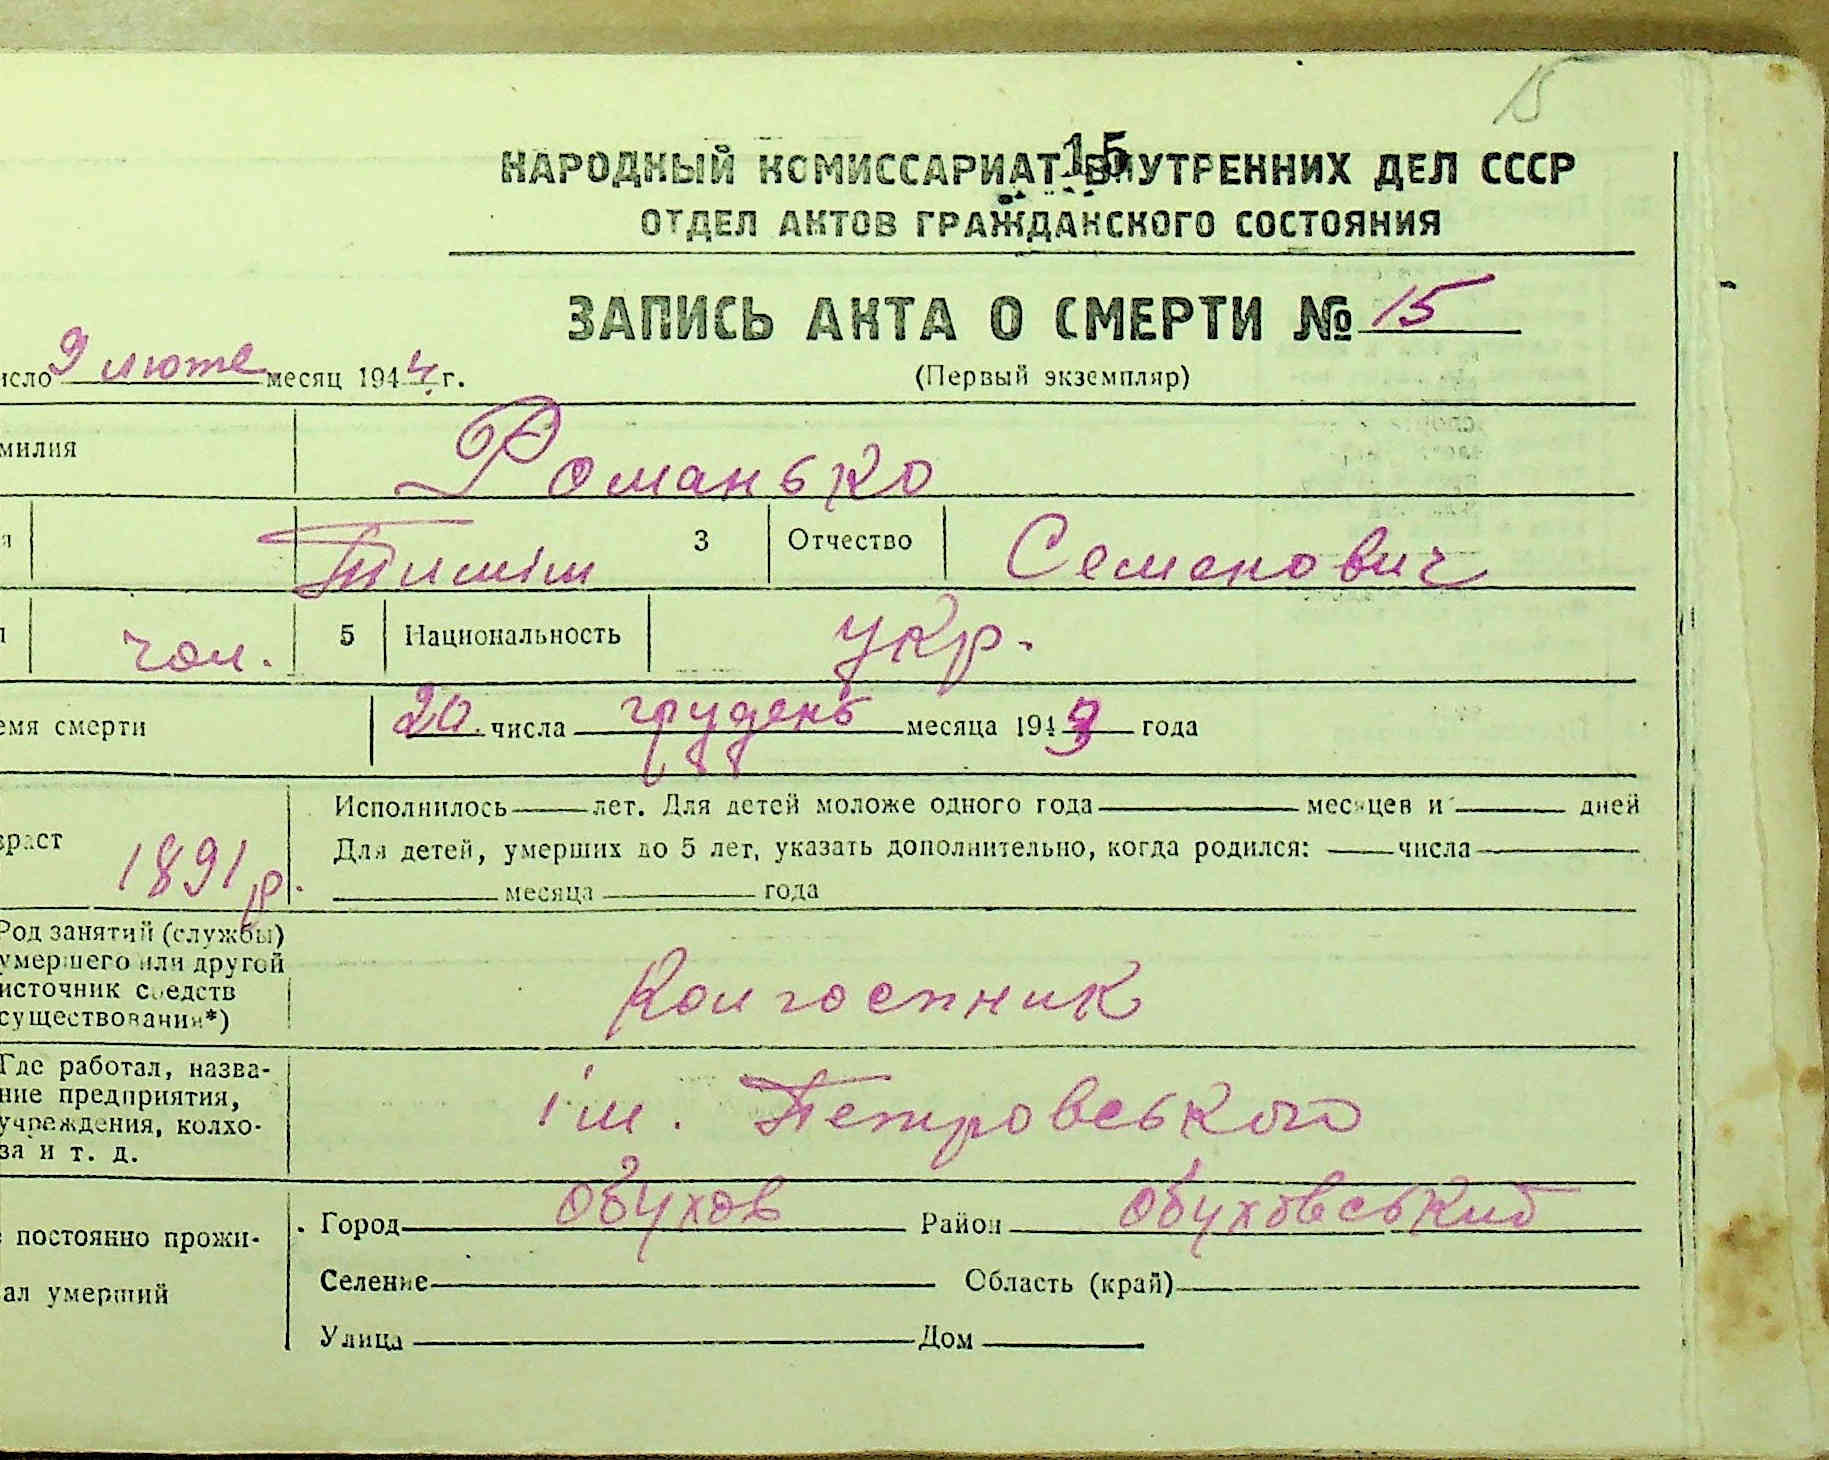 15
15
НАРОДНЫЙ КОМИССАРИАТ ВНУТРЕННИХ ДЕЛ СССР
ОТДЕЛ АКТОВ ГРАЖДАНСКОГО СОСТОЯНИЯ
ЗАПИСЬ АКТА О СМЕРТИ № 15
исло 9 люте месяц 1944 г.
(Первый экземпляр)
милия Романько
я Тиміш 3 Отчество Семенович
л чол. 5 Национальность укр.
емя смерти 20 числа грудень месяца 1943 года
Исполнилось лет. Для детей моложе одного года месяцев и дней
зраст 1891 р. Для детей, умерших до 5 лет, указать дополнительно, когда родился: числа
месяца года
Род занятий (службы)
умершего или другой
источник средств
существования*)
Колгоспник
Где работал, назва-
ние предприятия,
учреждения, колхо-
за и т. д.
ім. Петровського
Город Обухов Район Обуховський
е постоянно прожи-
Селение Область (край)
ал умерший
Улица Дом